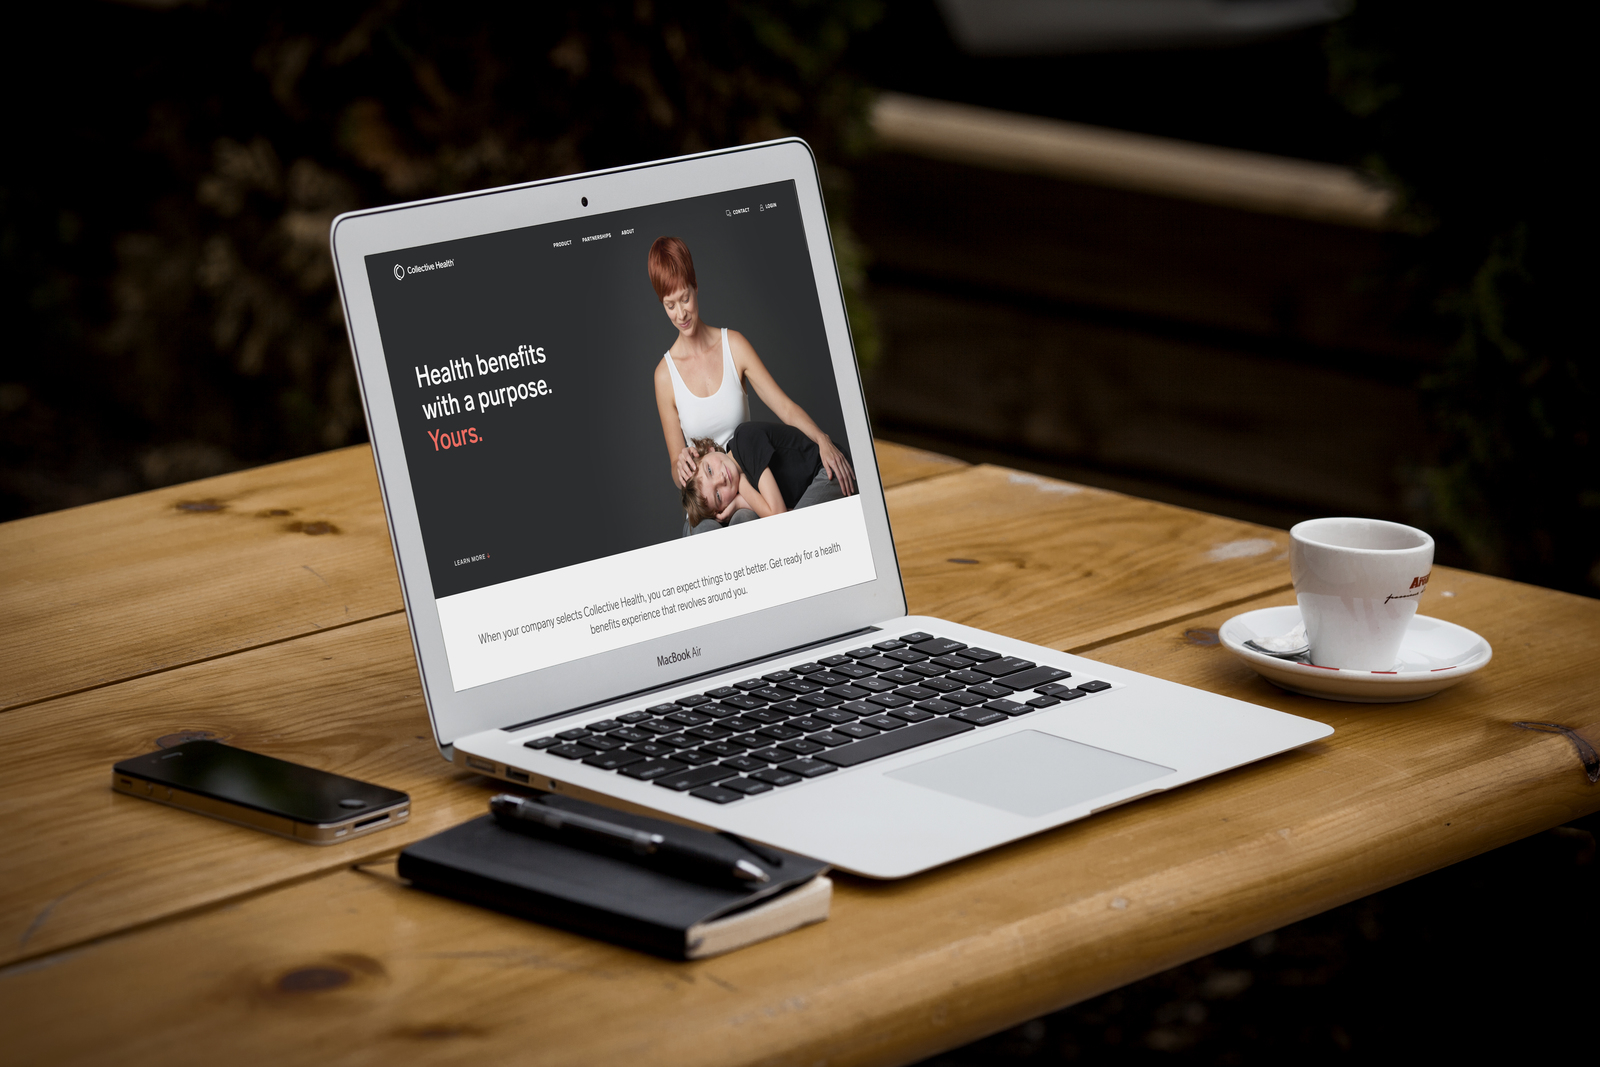 CONTACT
LOGIN
PRODUCT
PARTNERSHIPS
ABOUT
Collective Health
Health benefits
with a purpose.
Yours.
LEARN MORE
When your company selects Collective Health, you can expect things to get better. Get ready for a health
benefits experience that revolves around you.
MacBook Air